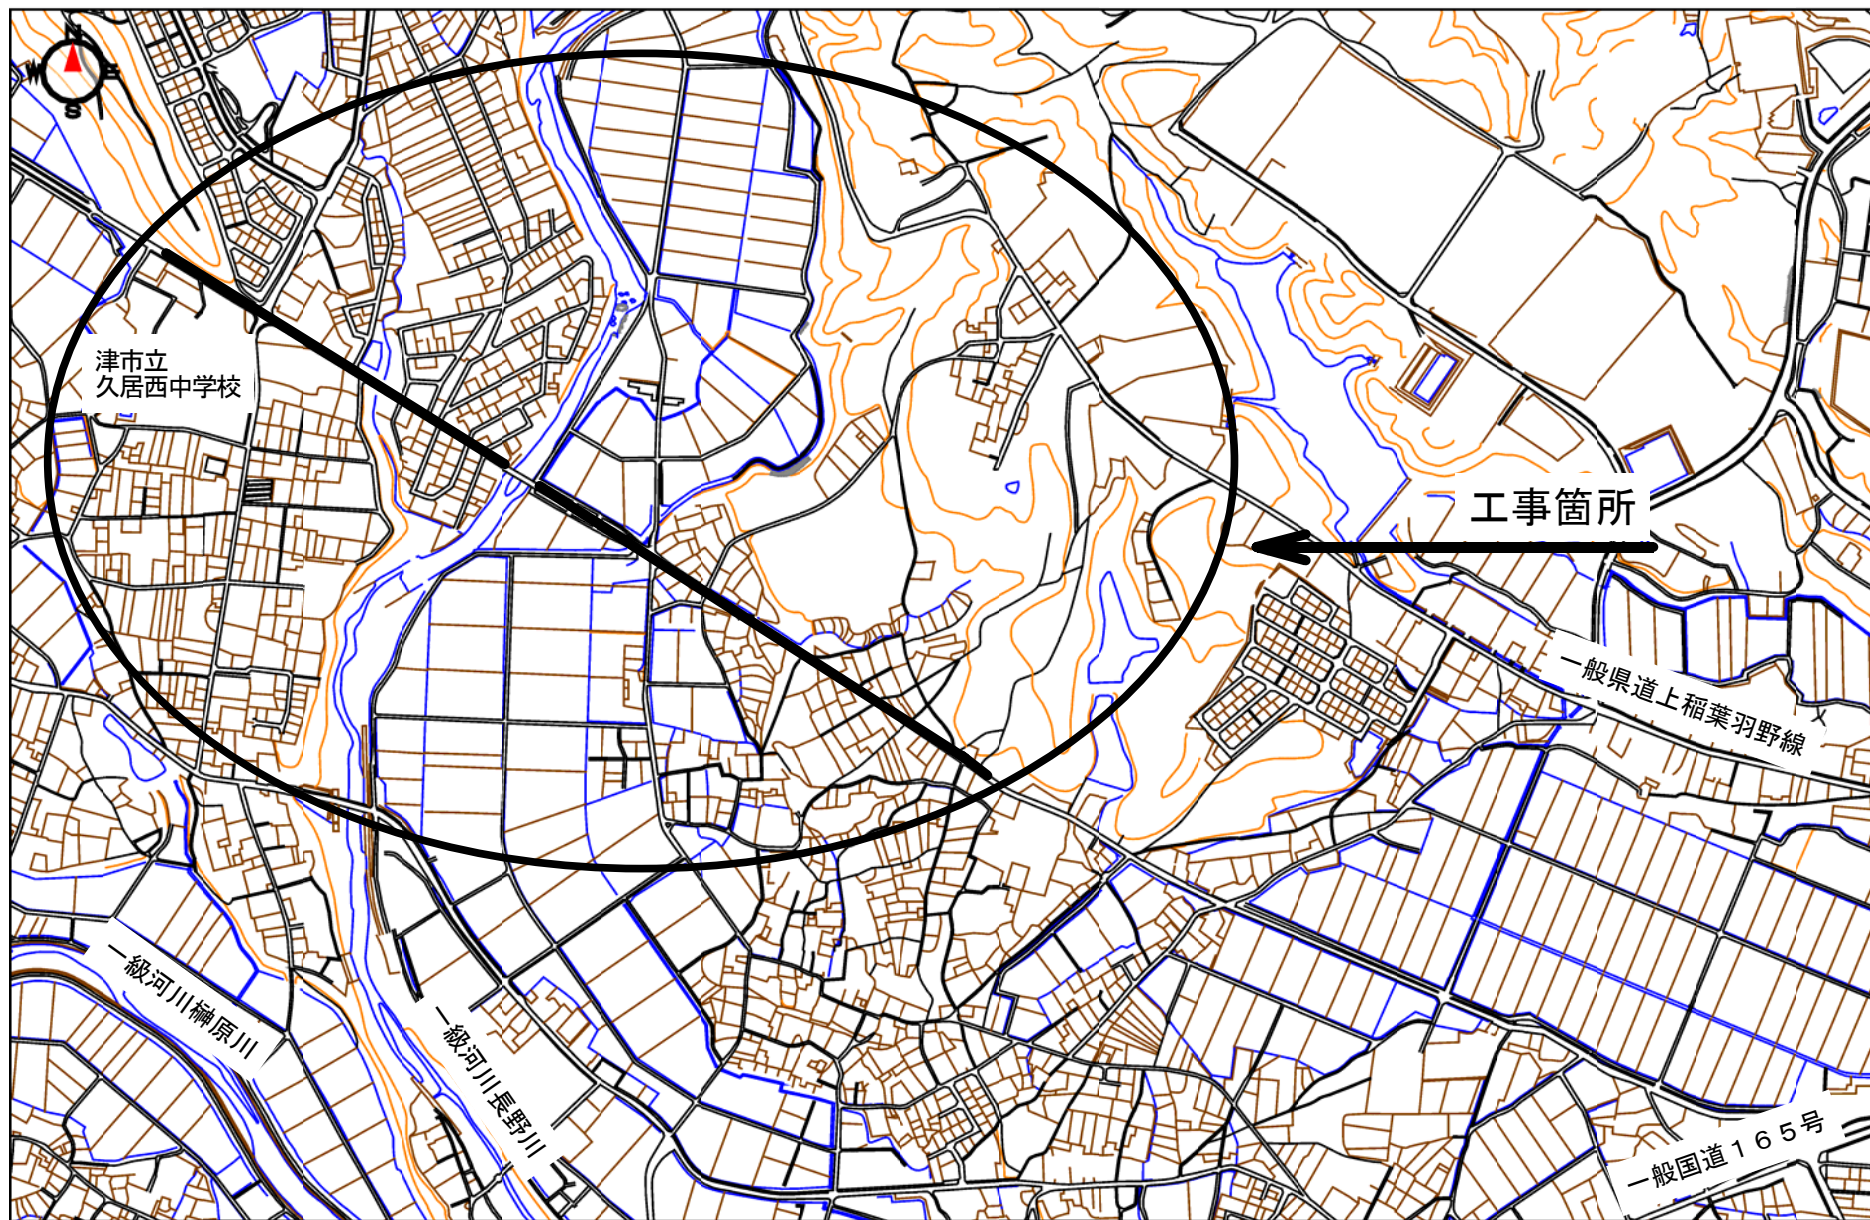 N
W E
S
津市立
久居西中学校
工事箇所
一般県道上稲葉羽野線
一級河川榊原川
一級河川長野川
一般国道１６５号